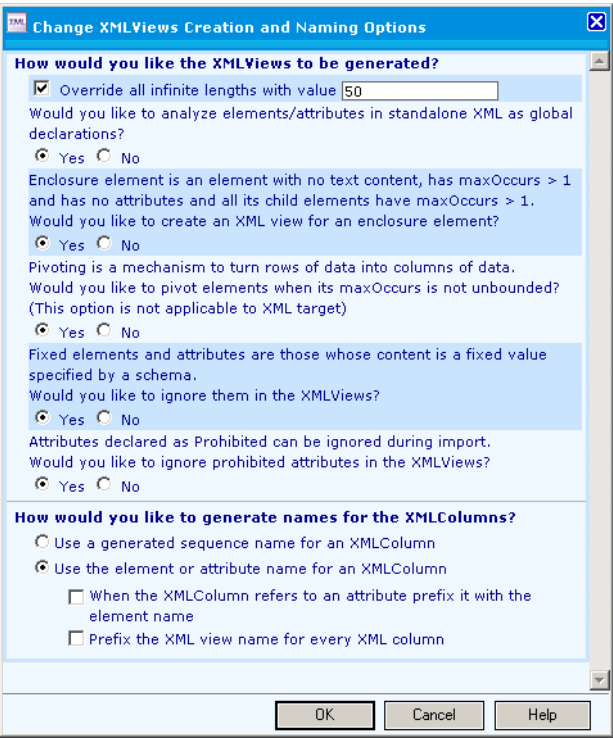 XML
Change XMLViews Creation and Naming Options
How would you like the XMLViews to be generated?
Override all infinite lengths with value 50
Would you like to analyze elements/attributes in standalone XML as global
declarations?
Yes No
Enclosure element is an element with no text content, has maxOccurs > 1
and has no attributes and all its child elements have maxOccurs > 1.
Would you like to create an XML view for an enclosure element?
Yes No
Pivoting is a mechanism to turn rows of data into columns of data.
Would you like to pivot elements when its maxOccurs is not unbounded?
(This option is not applicable to XML target)
Yes No
Fixed elements and attributes are those whose content is a fixed value
specified by a schema.
Would you like to ignore them in the XMLViews?
Yes No
Attributes declared as Prohibited can be ignored during import.
Would you like to ignore prohibited attributes in the XMLViews?
Yes No
How would you like to generate names for the XMLColumns?
Use a generated sequence name for an XMLColumn
Use the element or attribute name for an XMLColumn
When the XMLColumn refers to an attribute prefix it with the
element name
Prefix the XML view name for every XML column
OK Cancel Help